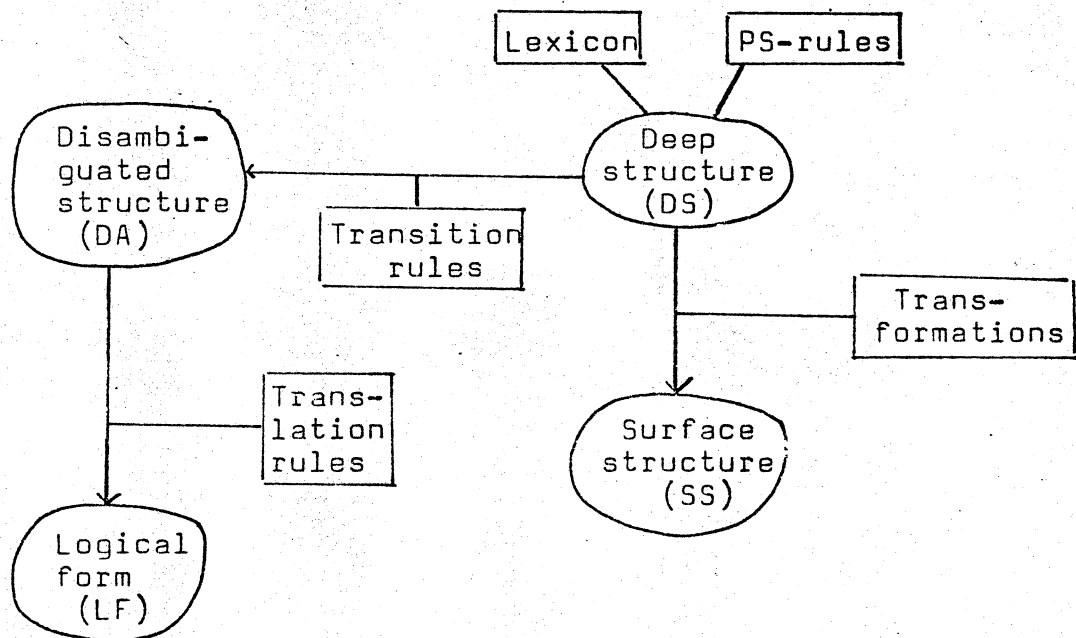 Lexicon
PS-rules
Disambi-
guated
structure
(DA)
Deep
structure
(DS)
Transition
rules
Trans-
formations
Trans-
lation
rules
Surface
structure
(SS)
Logical
form
(LF)